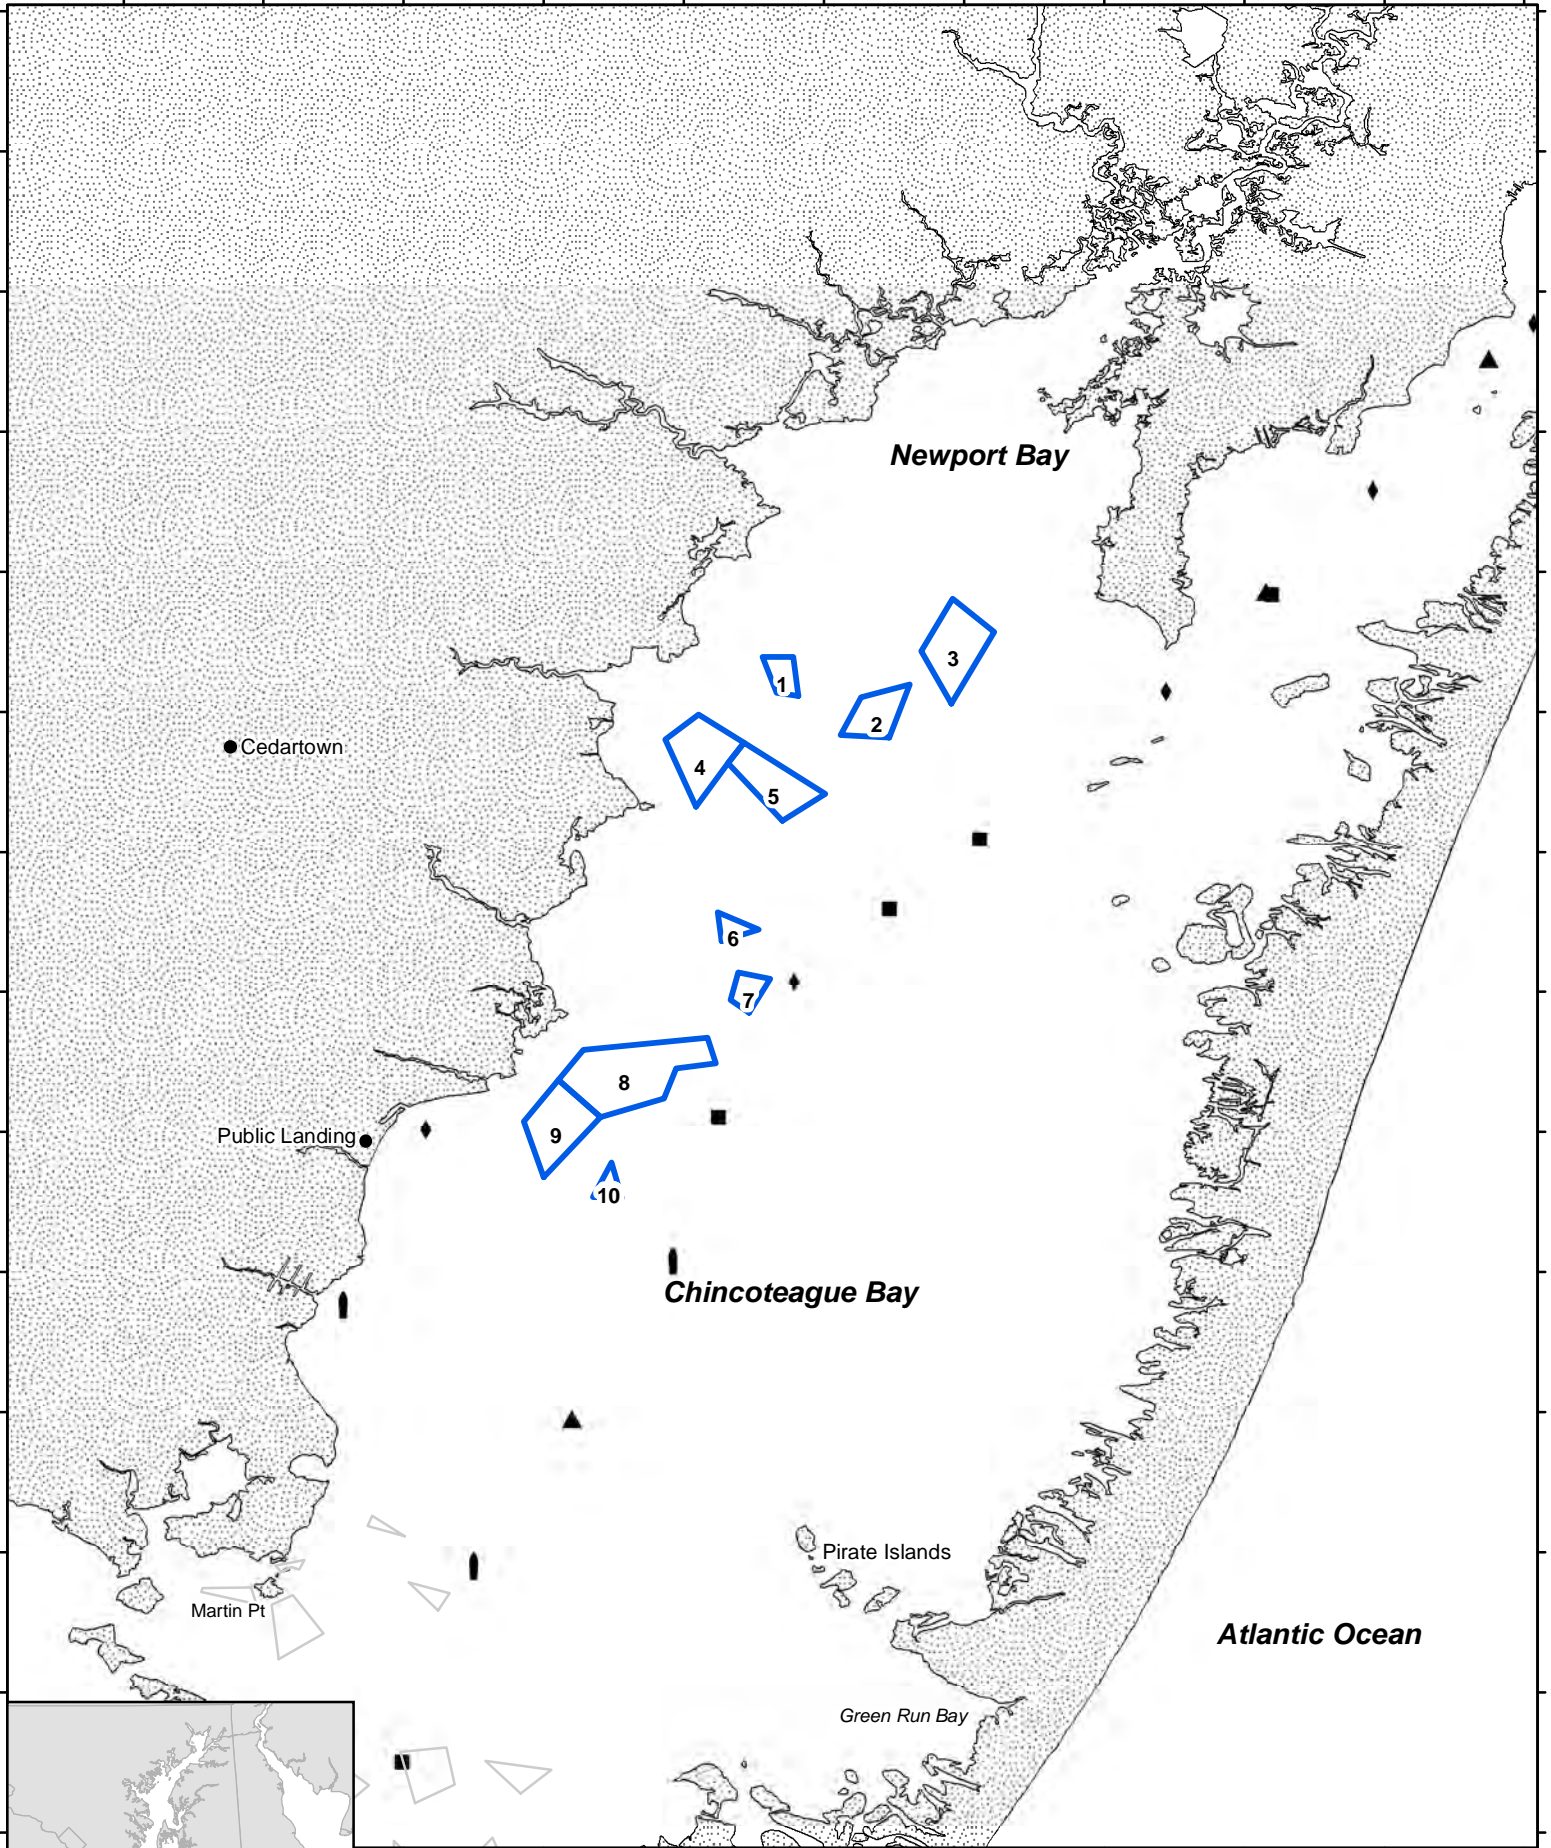 Newport Bay
3
1
2
Cedartown
4
5
6
7
8
Public Landing
9
10
Chincoteague Bay
Pirate Islands
Martin Pt
Atlantic Ocean
Green Run Bay